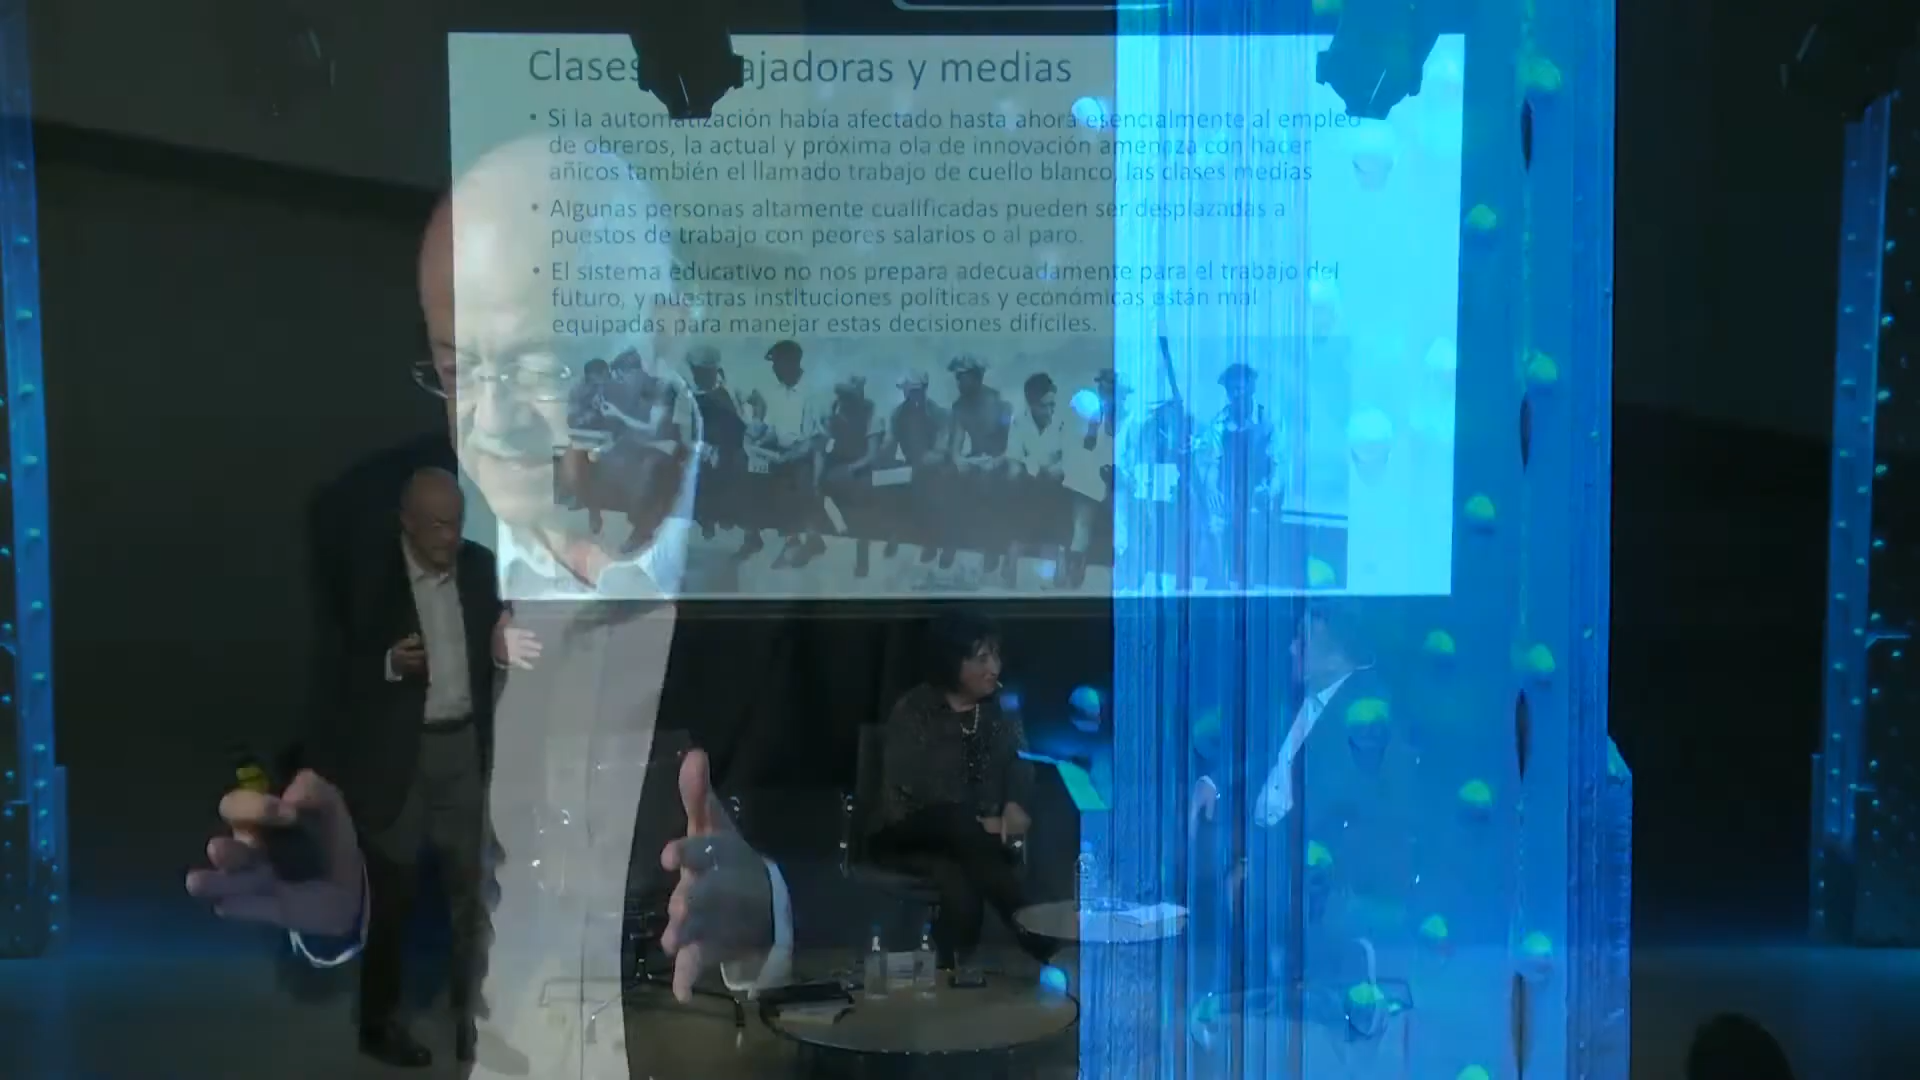 Clases  ajadoras y medias
• Si la automatización había afectado hasta ahora esencialmente al empleo
de obreros, la actual y próxima ola de innovación amenaza con hacer
añicos también el llamado trabajo de cuello blanco, las clases medias
• Algunas personas altamente cualificadas pueden ser desplazadas a
puestos de trabajo con peores salarios o al paro.
• El sistema educativo no nos prepara adecuadamente para el trabajo del
futuro, y nuestras instituciones políticas y económicas están mal
equipadas para manejar estas decisiones difíciles.